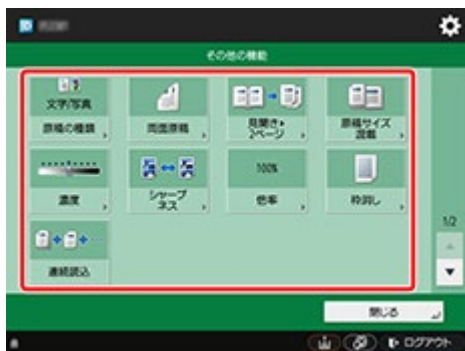 その他の機能
文字/写真
原稿の種類
両面原稿
見開き▸
2ページ
原稿サイズ
混載
濃度
シャープ
ネス
100%
倍率
枠消し
1/2
連続読込
閉じる
ログアウト